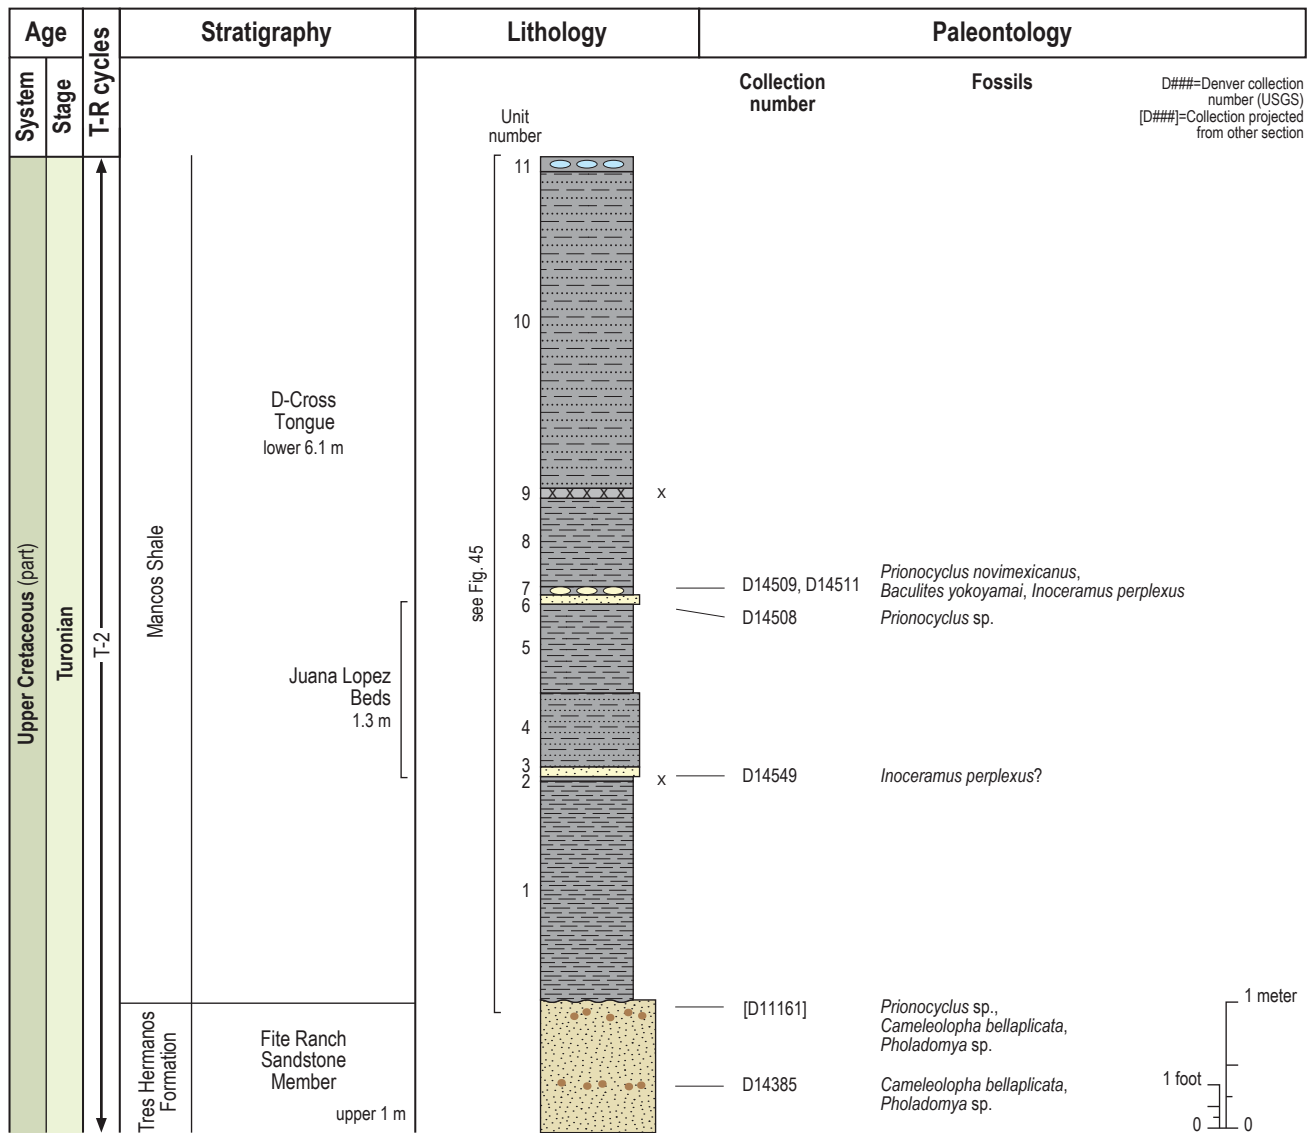 Age
Stratigraphy
Lithology
Paleontology
System
Stage
T-R cycles
Collection
number
Fossils
D###=Denver collection
number (USGS)
[D###]=Collection projected
from other section
Unit
number
11
10
D-Cross
Tongue
lower 6.1 m
9
x
8
Mancos Shale
see Fig. 45
7
D14509, D14511
Prionocyclus novimexicanus,
Baculites yokoyamai, Inoceramus perplexus
6
D14508
Prionocyclus sp.
Upper Cretaceous (part)
Turonian
T-2
5
Juana Lopez
Beds
1.3 m
4
3
2
x
D14549
Inoceramus perplexus?
1
[D11161]
Prionocyclus sp.,
Cameleolopha bellaplicata,
Pholadomya sp.
1 meter
Tres Hermanos
Formation
Fite Ranch
Sandstone
Member
upper 1 m
D14385
Cameleolopha bellaplicata,
Pholadomya sp.
1 foot
0
0